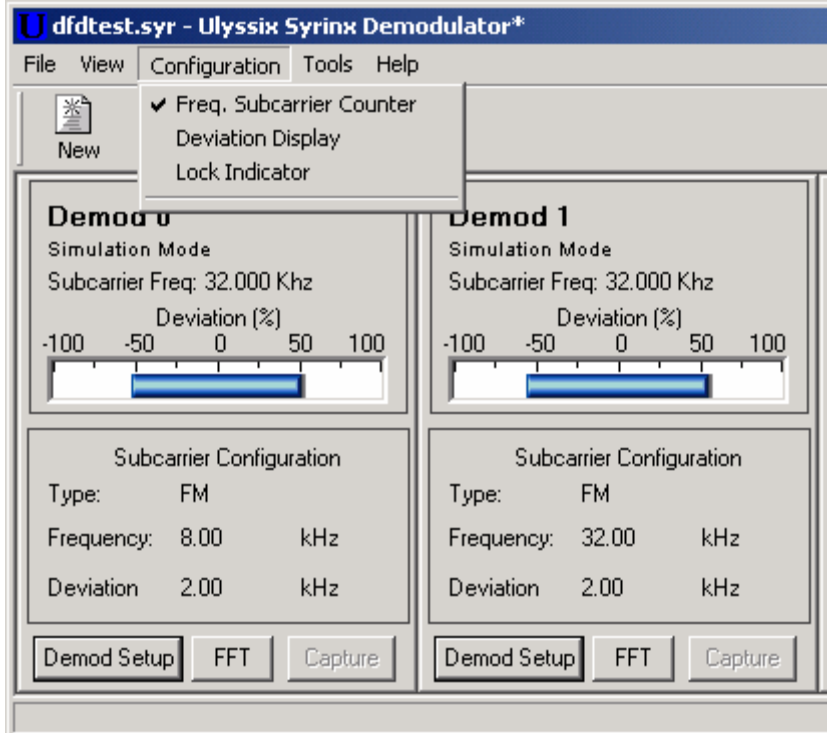 U dfdtest.syr - Ulyssix Syrinx Demodulator*
File View Configuration Tools Help
✔ Freq. Subcarrier Counter
Deviation Display
Lock Indicator
New
Demod 0
Simulation Mode
Subcarrier Freq: 32.000 Khz
Deviation (%)
-100 -50 0 50 100
Subcarrier Configuration
Type: FM
Frequency: 8.00 kHz
Deviation 2.00 kHz
Demod Setup FFT Capture
Demod 1
Simulation Mode
Subcarrier Freq: 32.000 Khz
Deviation (%)
-100 -50 0 50 100
Subcarrier Configuration
Type: FM
Frequency: 32.00 kHz
Deviation 2.00 kHz
Demod Setup FFT Capture